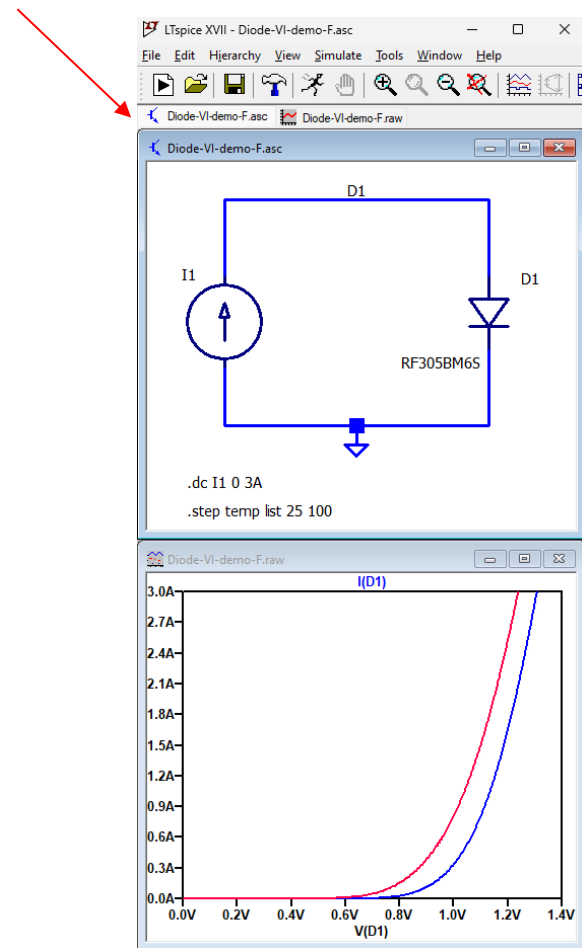 LTspice XVII - Diode-VI-demo-F.asc
File Edit Hierarchy View Simulate Tools Window Help
Diode-VI-demo-F.asc Diode-VI-demo-F.raw
Diode-VI-demo-F.asc
D1
I1
D1
RF305BM6S
.dc I1 0 3A
.step temp list 25 100
Diode-VI-demo-F.raw
I(D1)
3.0A
2.7A
2.4A
2.1A
1.8A
1.5A
1.2A
0.9A
0.6A
0.3A
0.0A
0.0V 0.2V 0.4V 0.6V 0.8V 1.0V 1.2V 1.4V
V(D1)